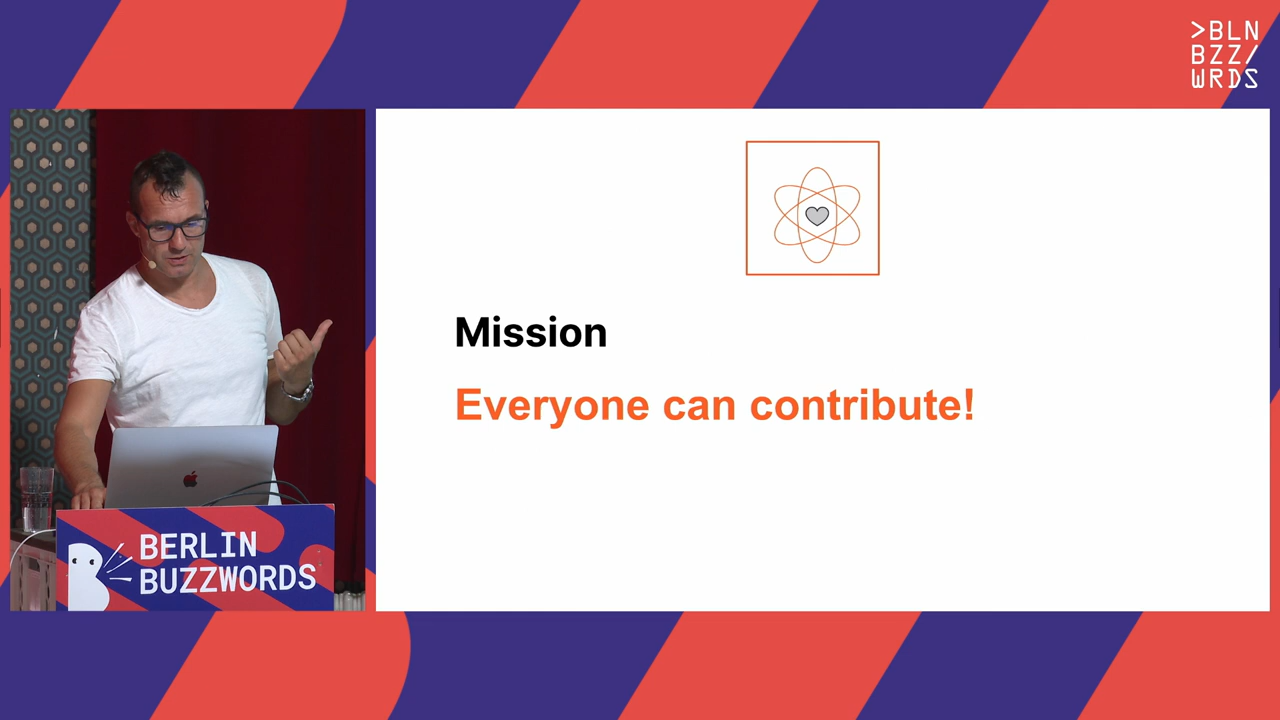 >BLN
BZZ/
WRDS
Mission
Everyone can contribute!
BERLIN
BUZZWORDS